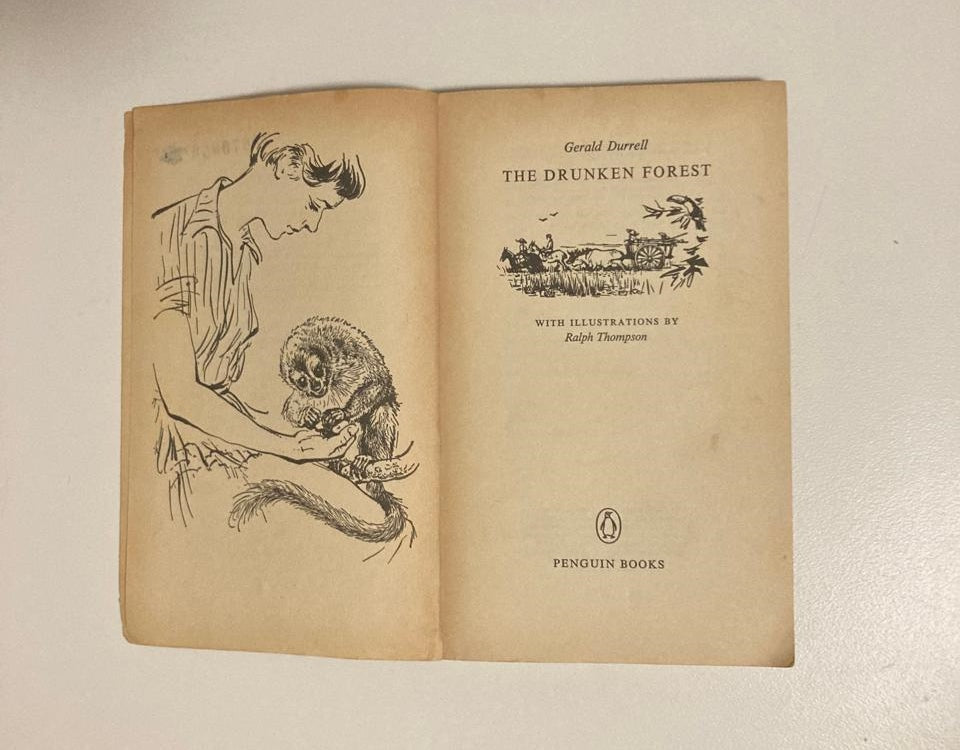 Gerald Durrell
THE DRUNKEN FOREST
WITH ILLUSTRATIONS BY
Ralph Thompson
PENGUIN BOOKS